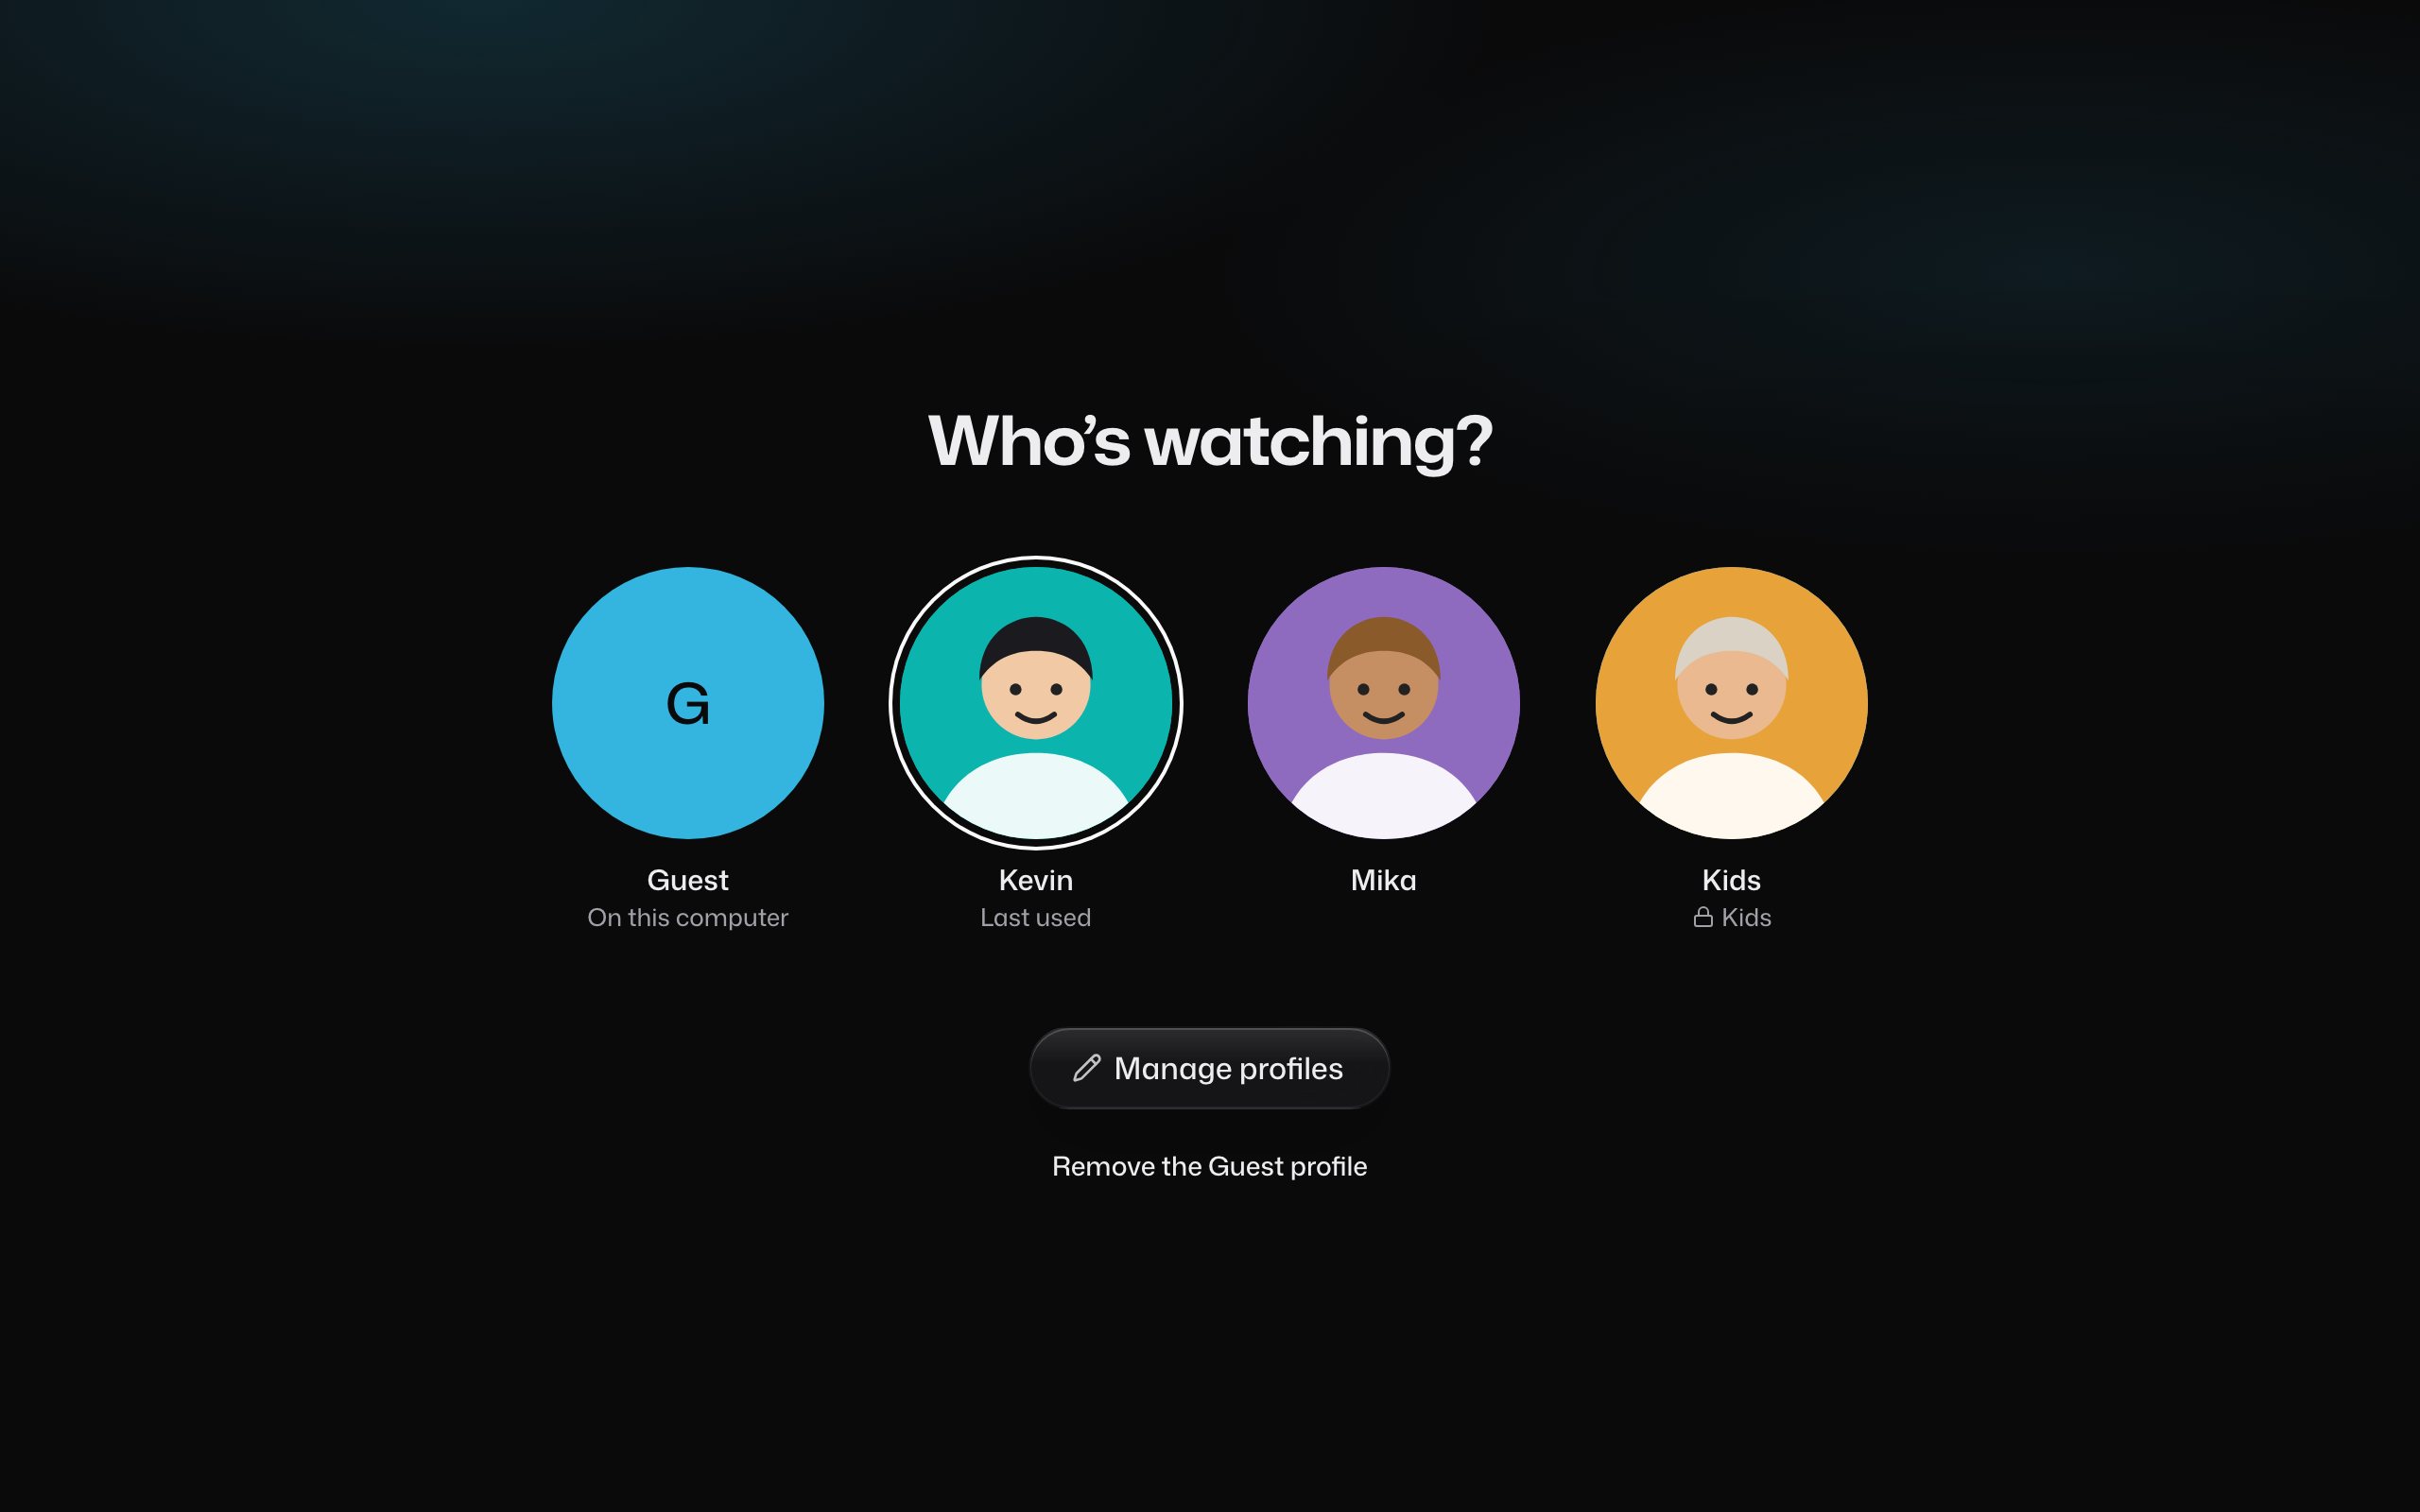 Who’s watching?
G
Guest
On this computer
Kevin
Last used
Mika
Kids
Kids
Manage profiles
Remove the Guest profile